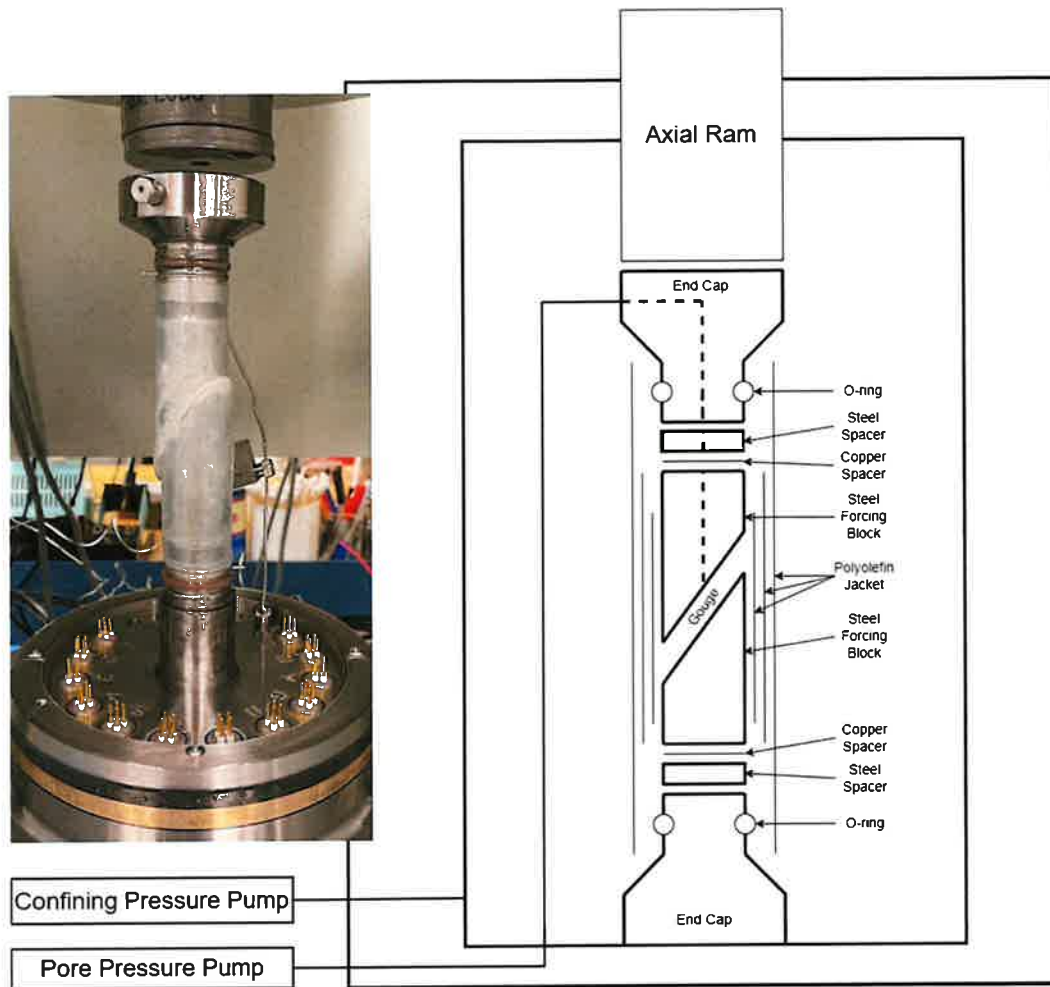 Axial Ram
End Cap
O-ring
Steel
Spacer
Copper
Spacer
Steel
Forcing
Block
Polyolefin
Jacket
Gouge
Steel
Forcing
Block
Copper
Spacer
Steel
Spacer
O-ring
End Cap
Confining Pressure Pump
Pore Pressure Pump